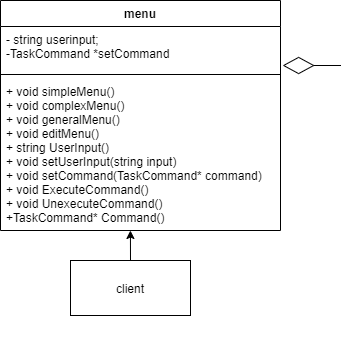 menu
- string userinput;
-TaskCommand *setCommand
+ void simpleMenu()
+ void complexMenu()
+ void generalMenu()
+ void editMenu()
+ string UserInput()
+ void setUserInput(string input)
+ void setCommand(TaskCommand* command)
+ void ExecuteCommand()
+ void UnexecuteCommand()
+TaskCommand* Command()
client